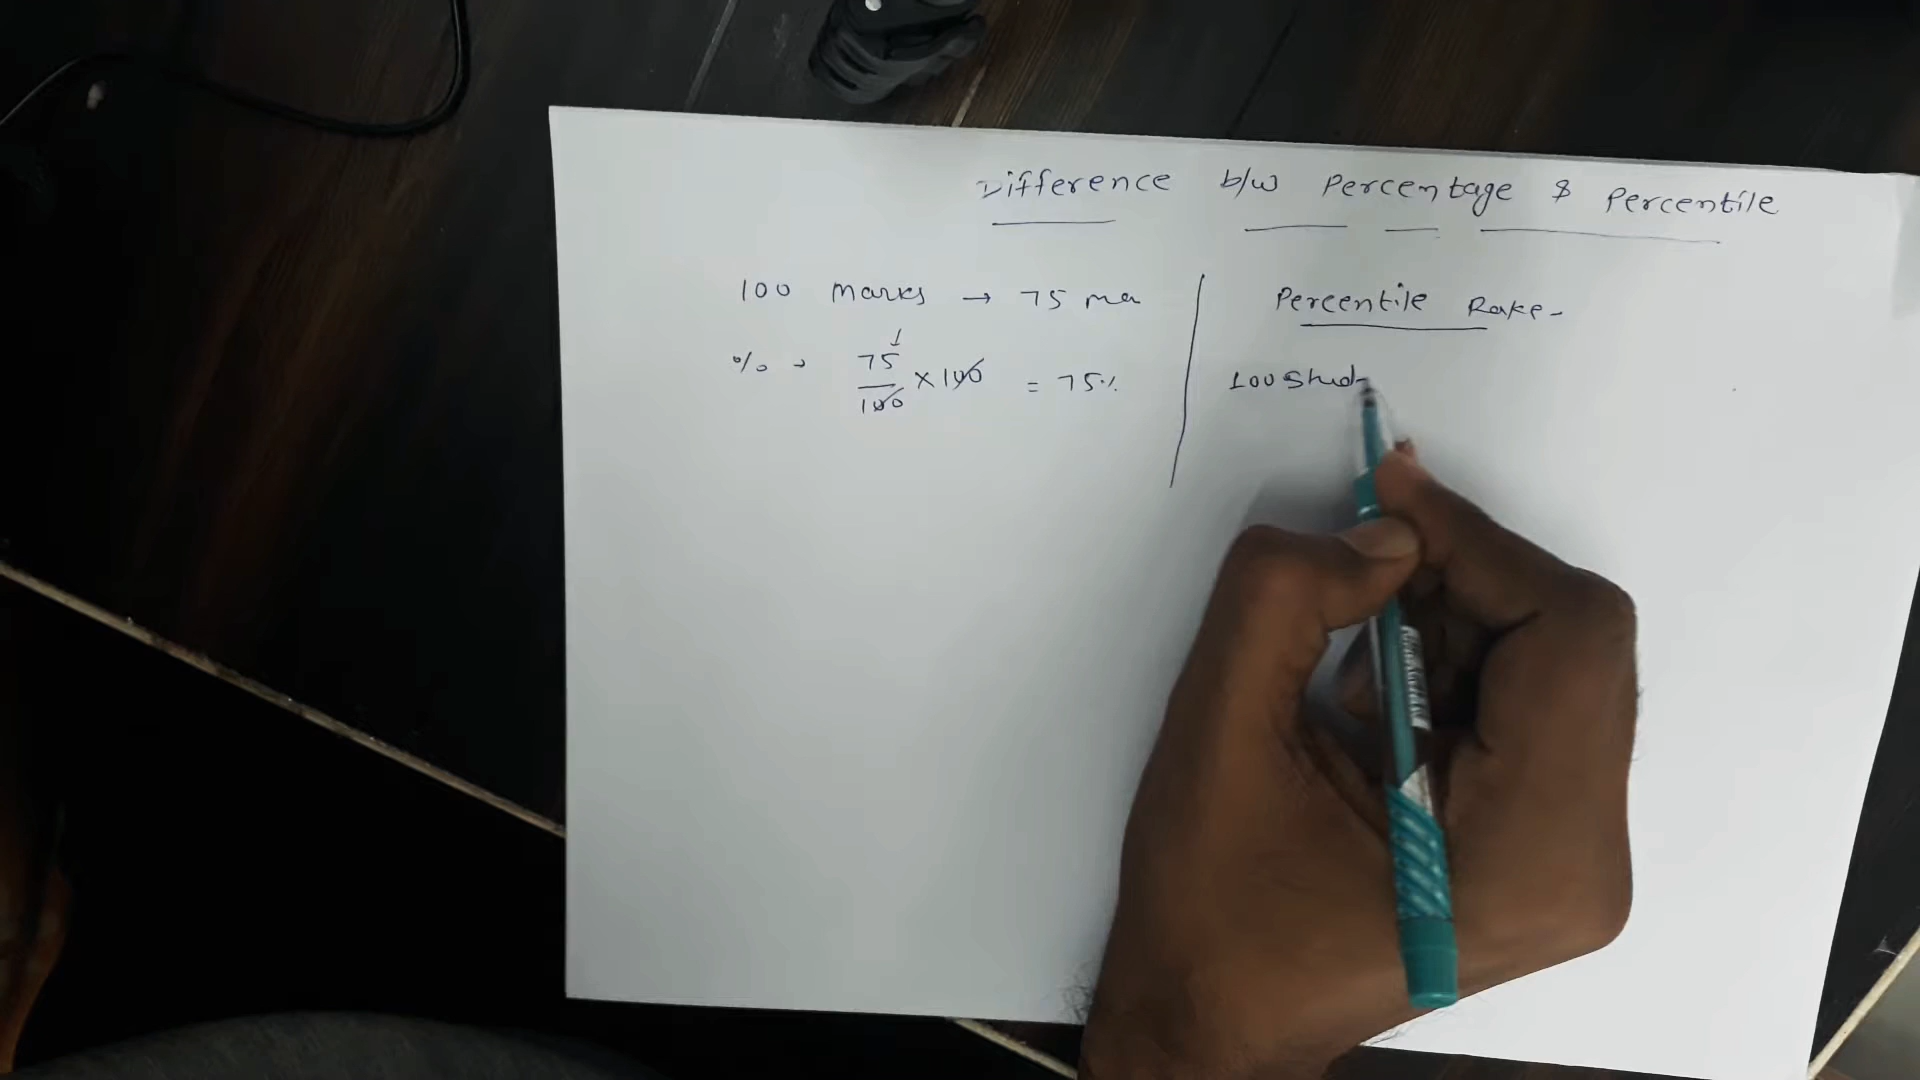 Difference b/w Percentage & Percentile
100 marks → 75 ma
% → 75/100 × 100 = 75%
Percentile Rake-
100 Stud